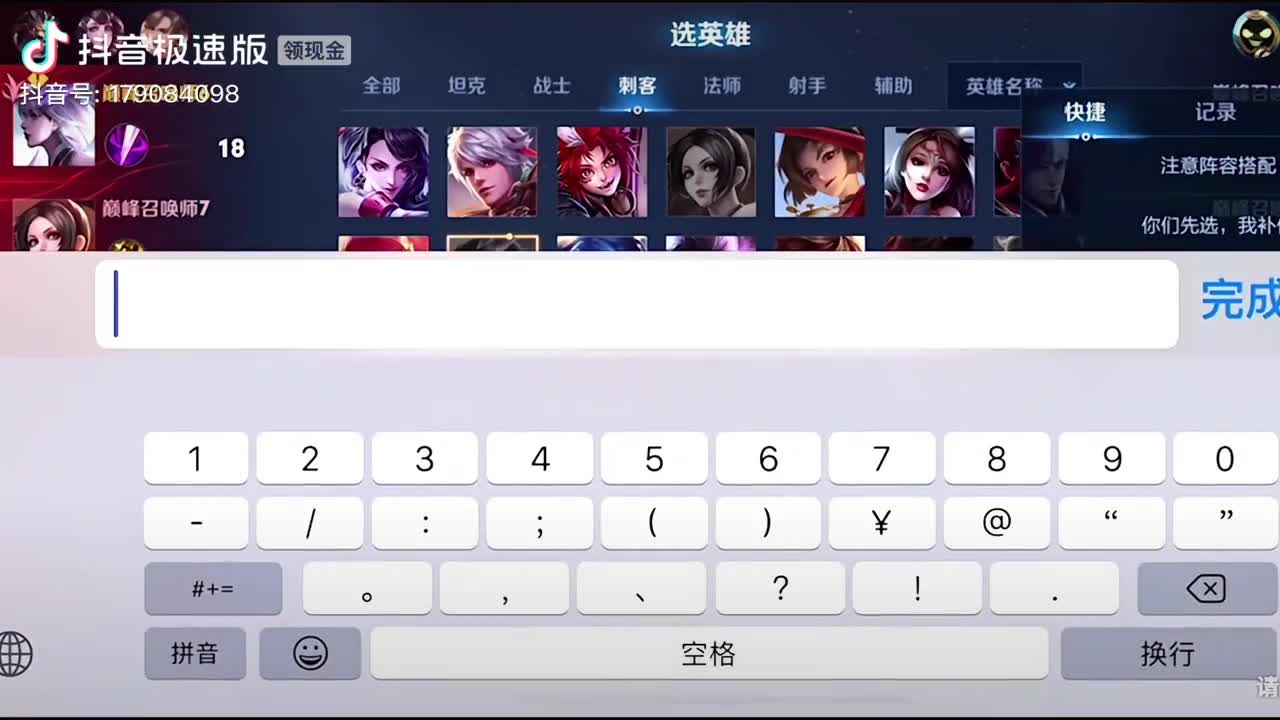 抖音极速版 领现金
抖音号: 179084098
选英雄
全部 坦克 战士 刺客 法师 射手 辅助 英雄名称
快捷 记录
18
注意阵容搭配
巅峰召唤师7
你们先选，我补位
完成
1 2 3 4 5 6 7 8 9 0
- / : ; ( ) ¥ @ “ ”
#+= 。 , 、 ? ! .
拼音 空格 换行
请